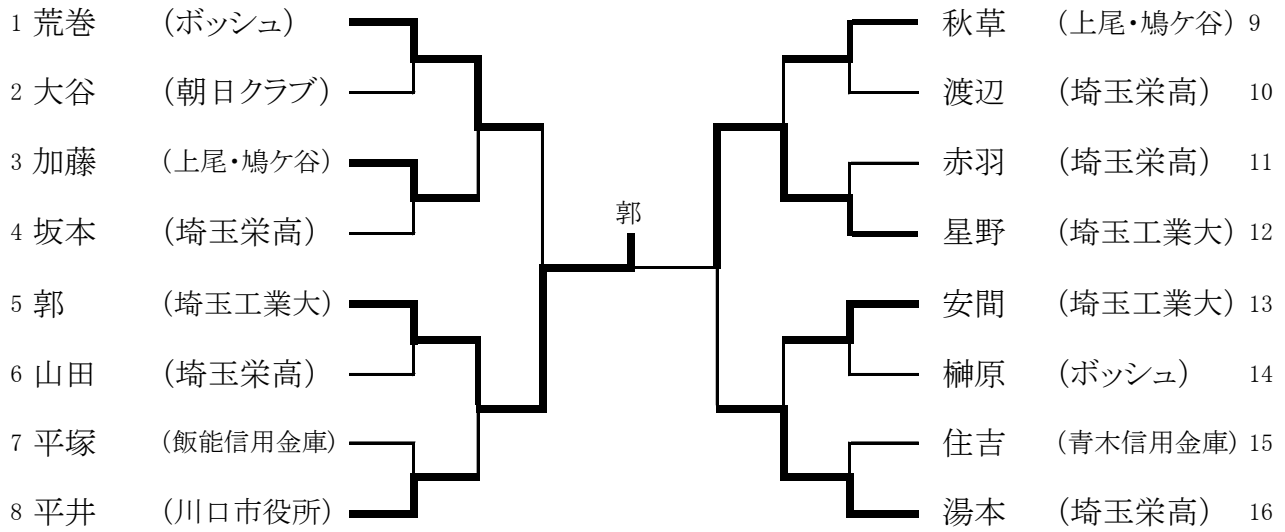 1 荒巻 (ボッシュ)
2 大谷 (朝日クラブ)
3 加藤 (上尾・鳩ケ谷)
4 坂本 (埼玉栄高)
5 郭 (埼玉工業大)
6 山田 (埼玉栄高)
7 平塚 (飯能信用金庫)
8 平井 (川口市役所)
郭
秋草 (上尾・鳩ケ谷) 9
渡辺 (埼玉栄高) 10
赤羽 (埼玉栄高) 11
星野 (埼玉工業大) 12
安間 (埼玉工業大) 13
榊原 (ボッシュ) 14
住吉 (青木信用金庫) 15
湯本 (埼玉栄高) 16